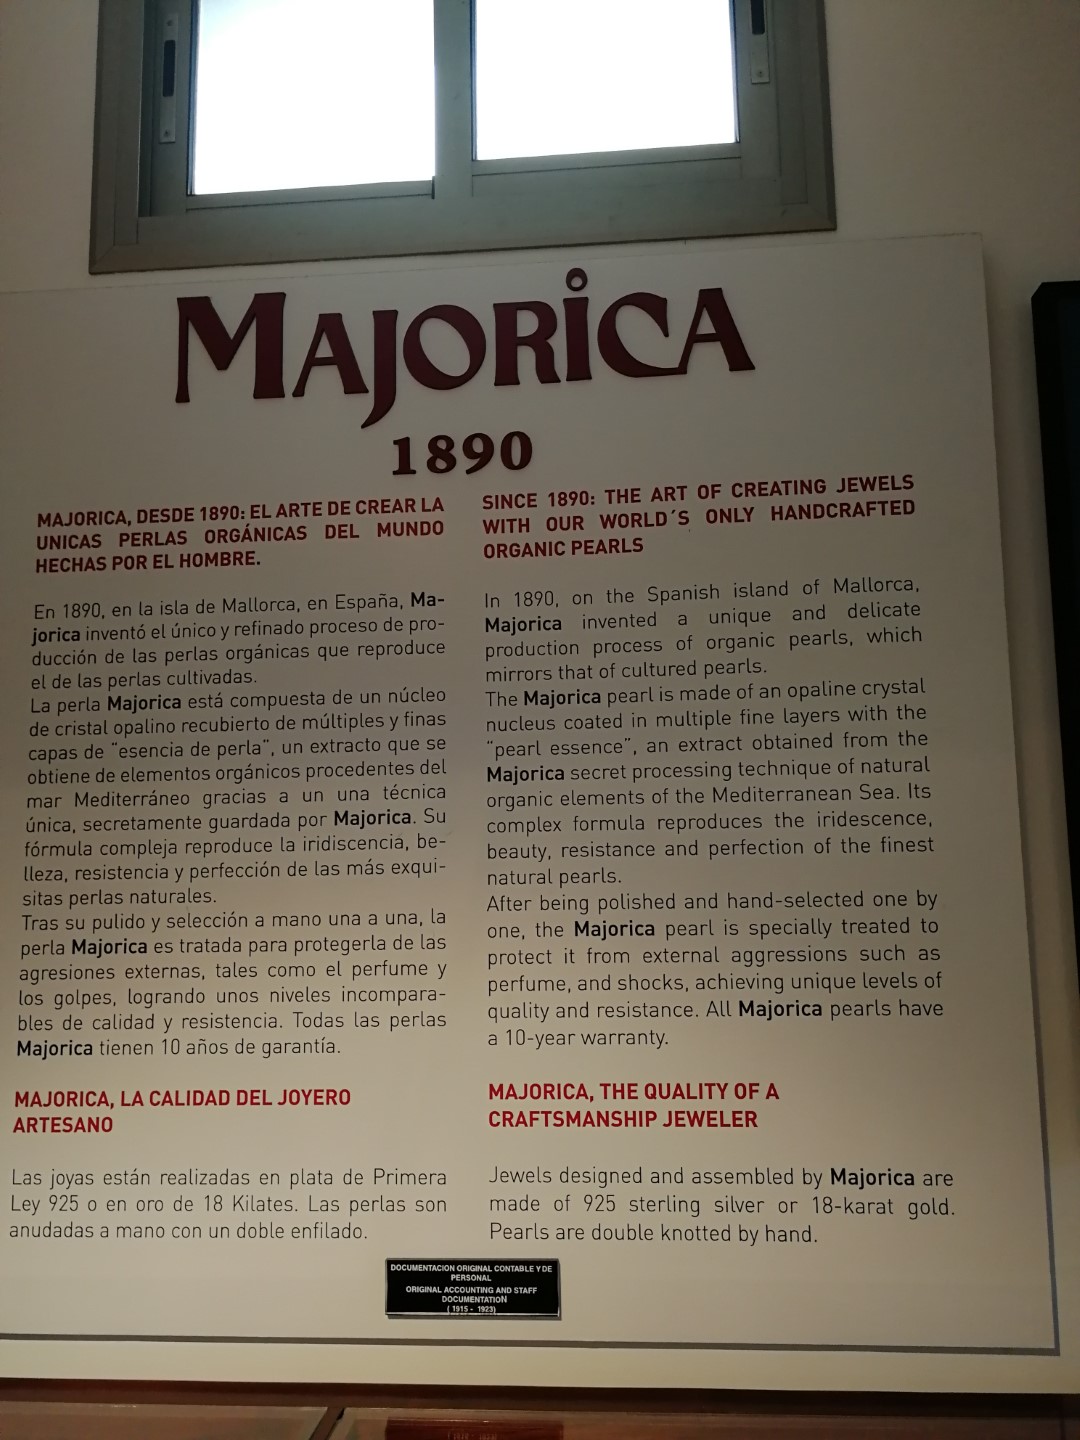 MAJORICA
1890
MAJORICA, DESDE 1890: EL ARTE DE CREAR LA
UNICAS PERLAS ORGÁNICAS DEL MUNDO
HECHAS POR EL HOMBRE.
En 1890, en la isla de Mallorca, en España, Ma-
jorica inventó el único y refinado proceso de pro-
ducción de las perlas orgánicas que reproduce
el de las perlas cultivadas.
La perla Majorica está compuesta de un núcleo
de cristal opalino recubierto de múltiples y finas
capas de "esencia de perla", un extracto que se
obtiene de elementos orgánicos procedentes del
mar Mediterráneo gracias a un una técnica
única, secretamente guardada por Majorica. Su
fórmula compleja reproduce la iridiscencia, be-
lleza, resistencia y perfección de las más exqui-
sitas perlas naturales.
Tras su pulido y selección a mano una a una, la
perla Majorica es tratada para protegerla de las
agresiones externas, tales como el perfume y
los golpes, logrando unos niveles incompara-
bles de calidad y resistencia. Todas las perlas
Majorica tienen 10 años de garantía.
MAJORICA, LA CALIDAD DEL JOYERO
ARTESANO
Las joyas están realizadas en plata de Primera
Ley 925 o en oro de 18 Kilates. Las perlas son
anudadas a mano con un doble enfilado.
SINCE 1890: THE ART OF CREATING JEWELS
WITH OUR WORLD´S ONLY HANDCRAFTED
ORGANIC PEARLS
In 1890, on the Spanish island of Mallorca,
Majorica invented a unique and delicate
production process of organic pearls, which
mirrors that of cultured pearls.
The Majorica pearl is made of an opaline crystal
nucleus coated in multiple fine layers with the
"pearl essence", an extract obtained from the
Majorica secret processing technique of natural
organic elements of the Mediterranean Sea. Its
complex formula reproduces the iridescence,
beauty, resistance and perfection of the finest
natural pearls.
After being polished and hand-selected one by
one, the Majorica pearl is specially treated to
protect it from external aggressions such as
perfume, and shocks, achieving unique levels of
quality and resistance. All Majorica pearls have
a 10-year warranty.
MAJORICA, THE QUALITY OF A
CRAFTSMANSHIP JEWELER
Jewels designed and assembled by Majorica are
made of 925 sterling silver or 18-karat gold.
Pearls are double knotted by hand.
DOCUMENTACION ORIGINAL CONTABLE Y DE
PERSONAL
ORIGINAL ACCOUNTING AND STAFF
DOCUMENTATION
( 1915 - 1923)